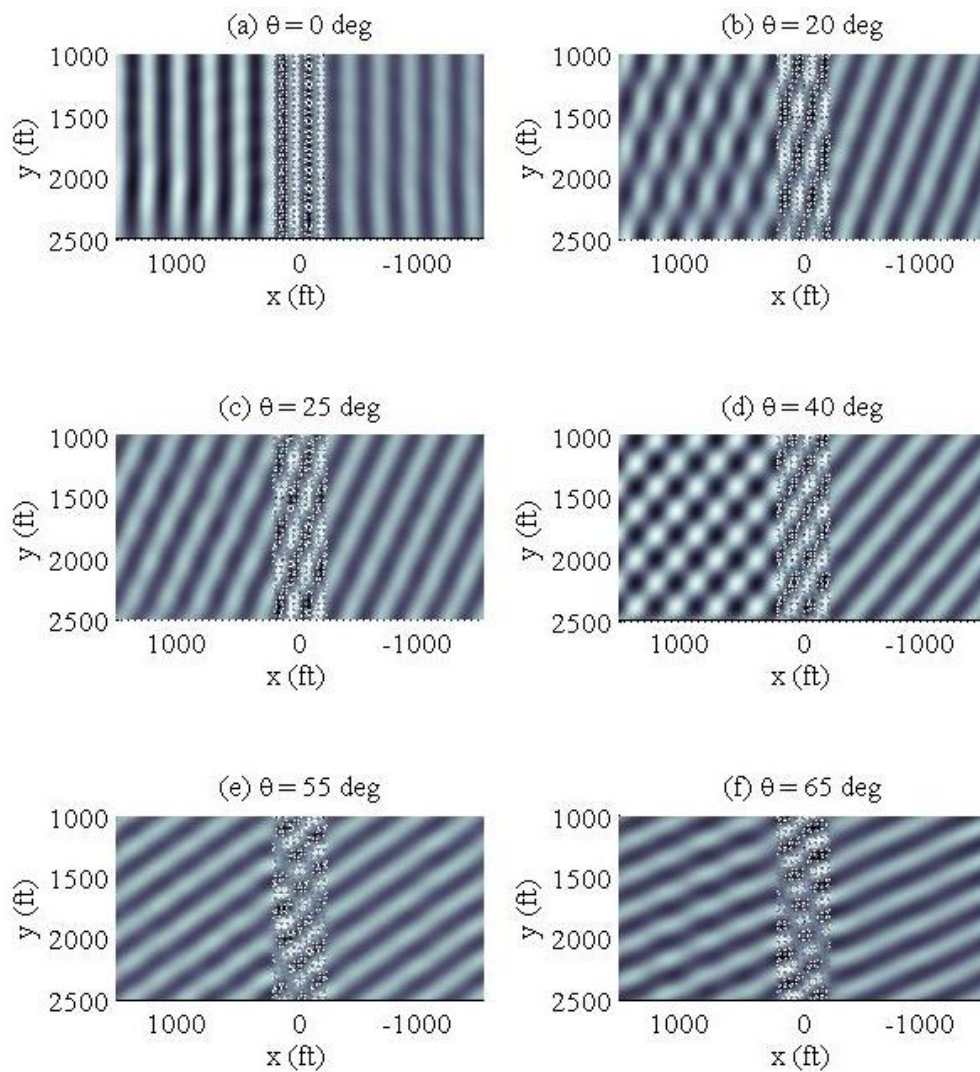 (a) θ = 0 deg
(b) θ = 20 deg
1000
1500
2000
2500
y (ft)
1000 0 -1000
x (ft)
1000
1500
2000
2500
y (ft)
1000 0 -1000
x (ft)
(c) θ = 25 deg
(d) θ = 40 deg
1000
1500
2000
2500
y (ft)
1000 0 -1000
x (ft)
1000
1500
2000
2500
y (ft)
1000 0 -1000
x (ft)
(e) θ = 55 deg
(f) θ = 65 deg
1000
1500
2000
2500
y (ft)
1000 0 -1000
x (ft)
1000
1500
2000
2500
y (ft)
1000 0 -1000
x (ft)